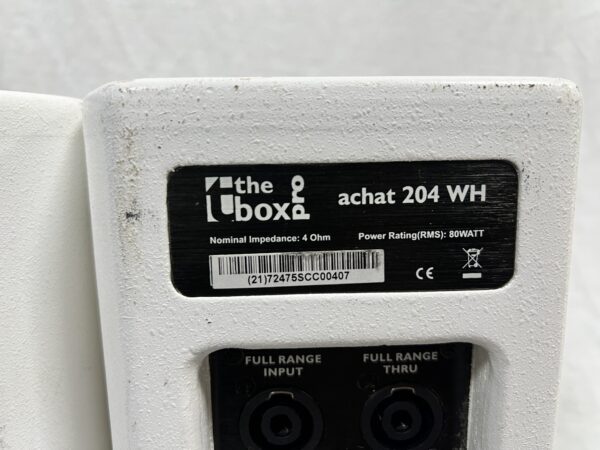 the
box pro
achat 204 WH
Nominal Impedance: 4 Ohm
Power Rating(RMS): 80WATT
(21)72475SCC00407
CE
FULL RANGE
INPUT
FULL RANGE
THRU